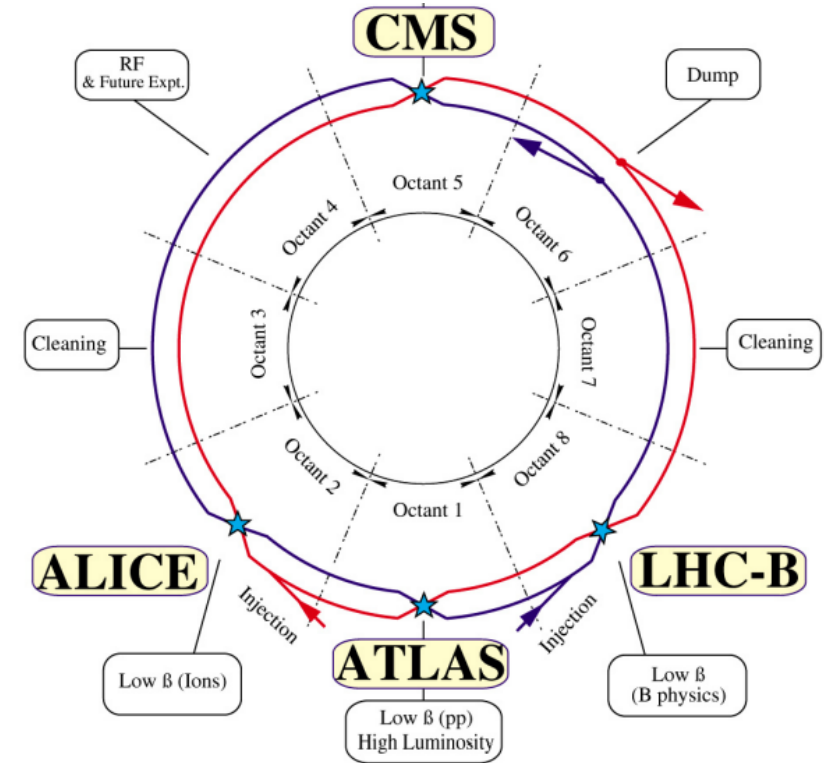 CMS
RF
& Future Expt.
Dump
Octant 5
Octant 4
Octant 6
Cleaning
Octant 3
Octant 7
Cleaning
Octant 2
Octant 8
Octant 1
ALICE
LHC-B
Injection
Injection
ATLAS
Low ß (Ions)
Low ß
(B physics)
Low ß (pp)
High Luminosity